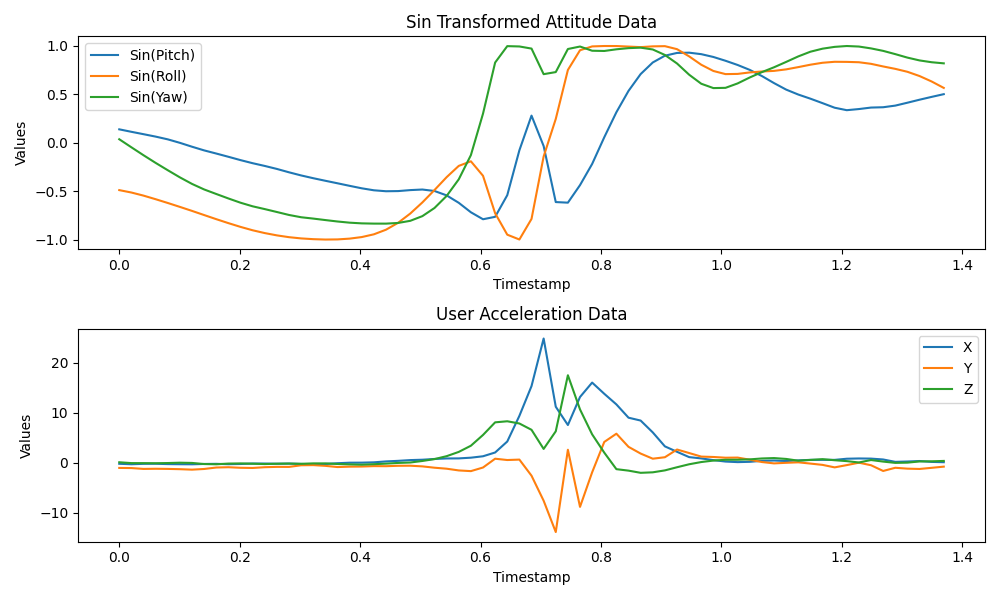 Sin Transformed Attitude Data
1.0
0.5
0.0
−0.5
−1.0
Values
Sin(Pitch)
Sin(Roll)
Sin(Yaw)
0.0 0.2 0.4 0.6 0.8 1.0 1.2 1.4
Timestamp
User Acceleration Data
20
10
0
−10
Values
X
Y
Z
0.0 0.2 0.4 0.6 0.8 1.0 1.2 1.4
Timestamp